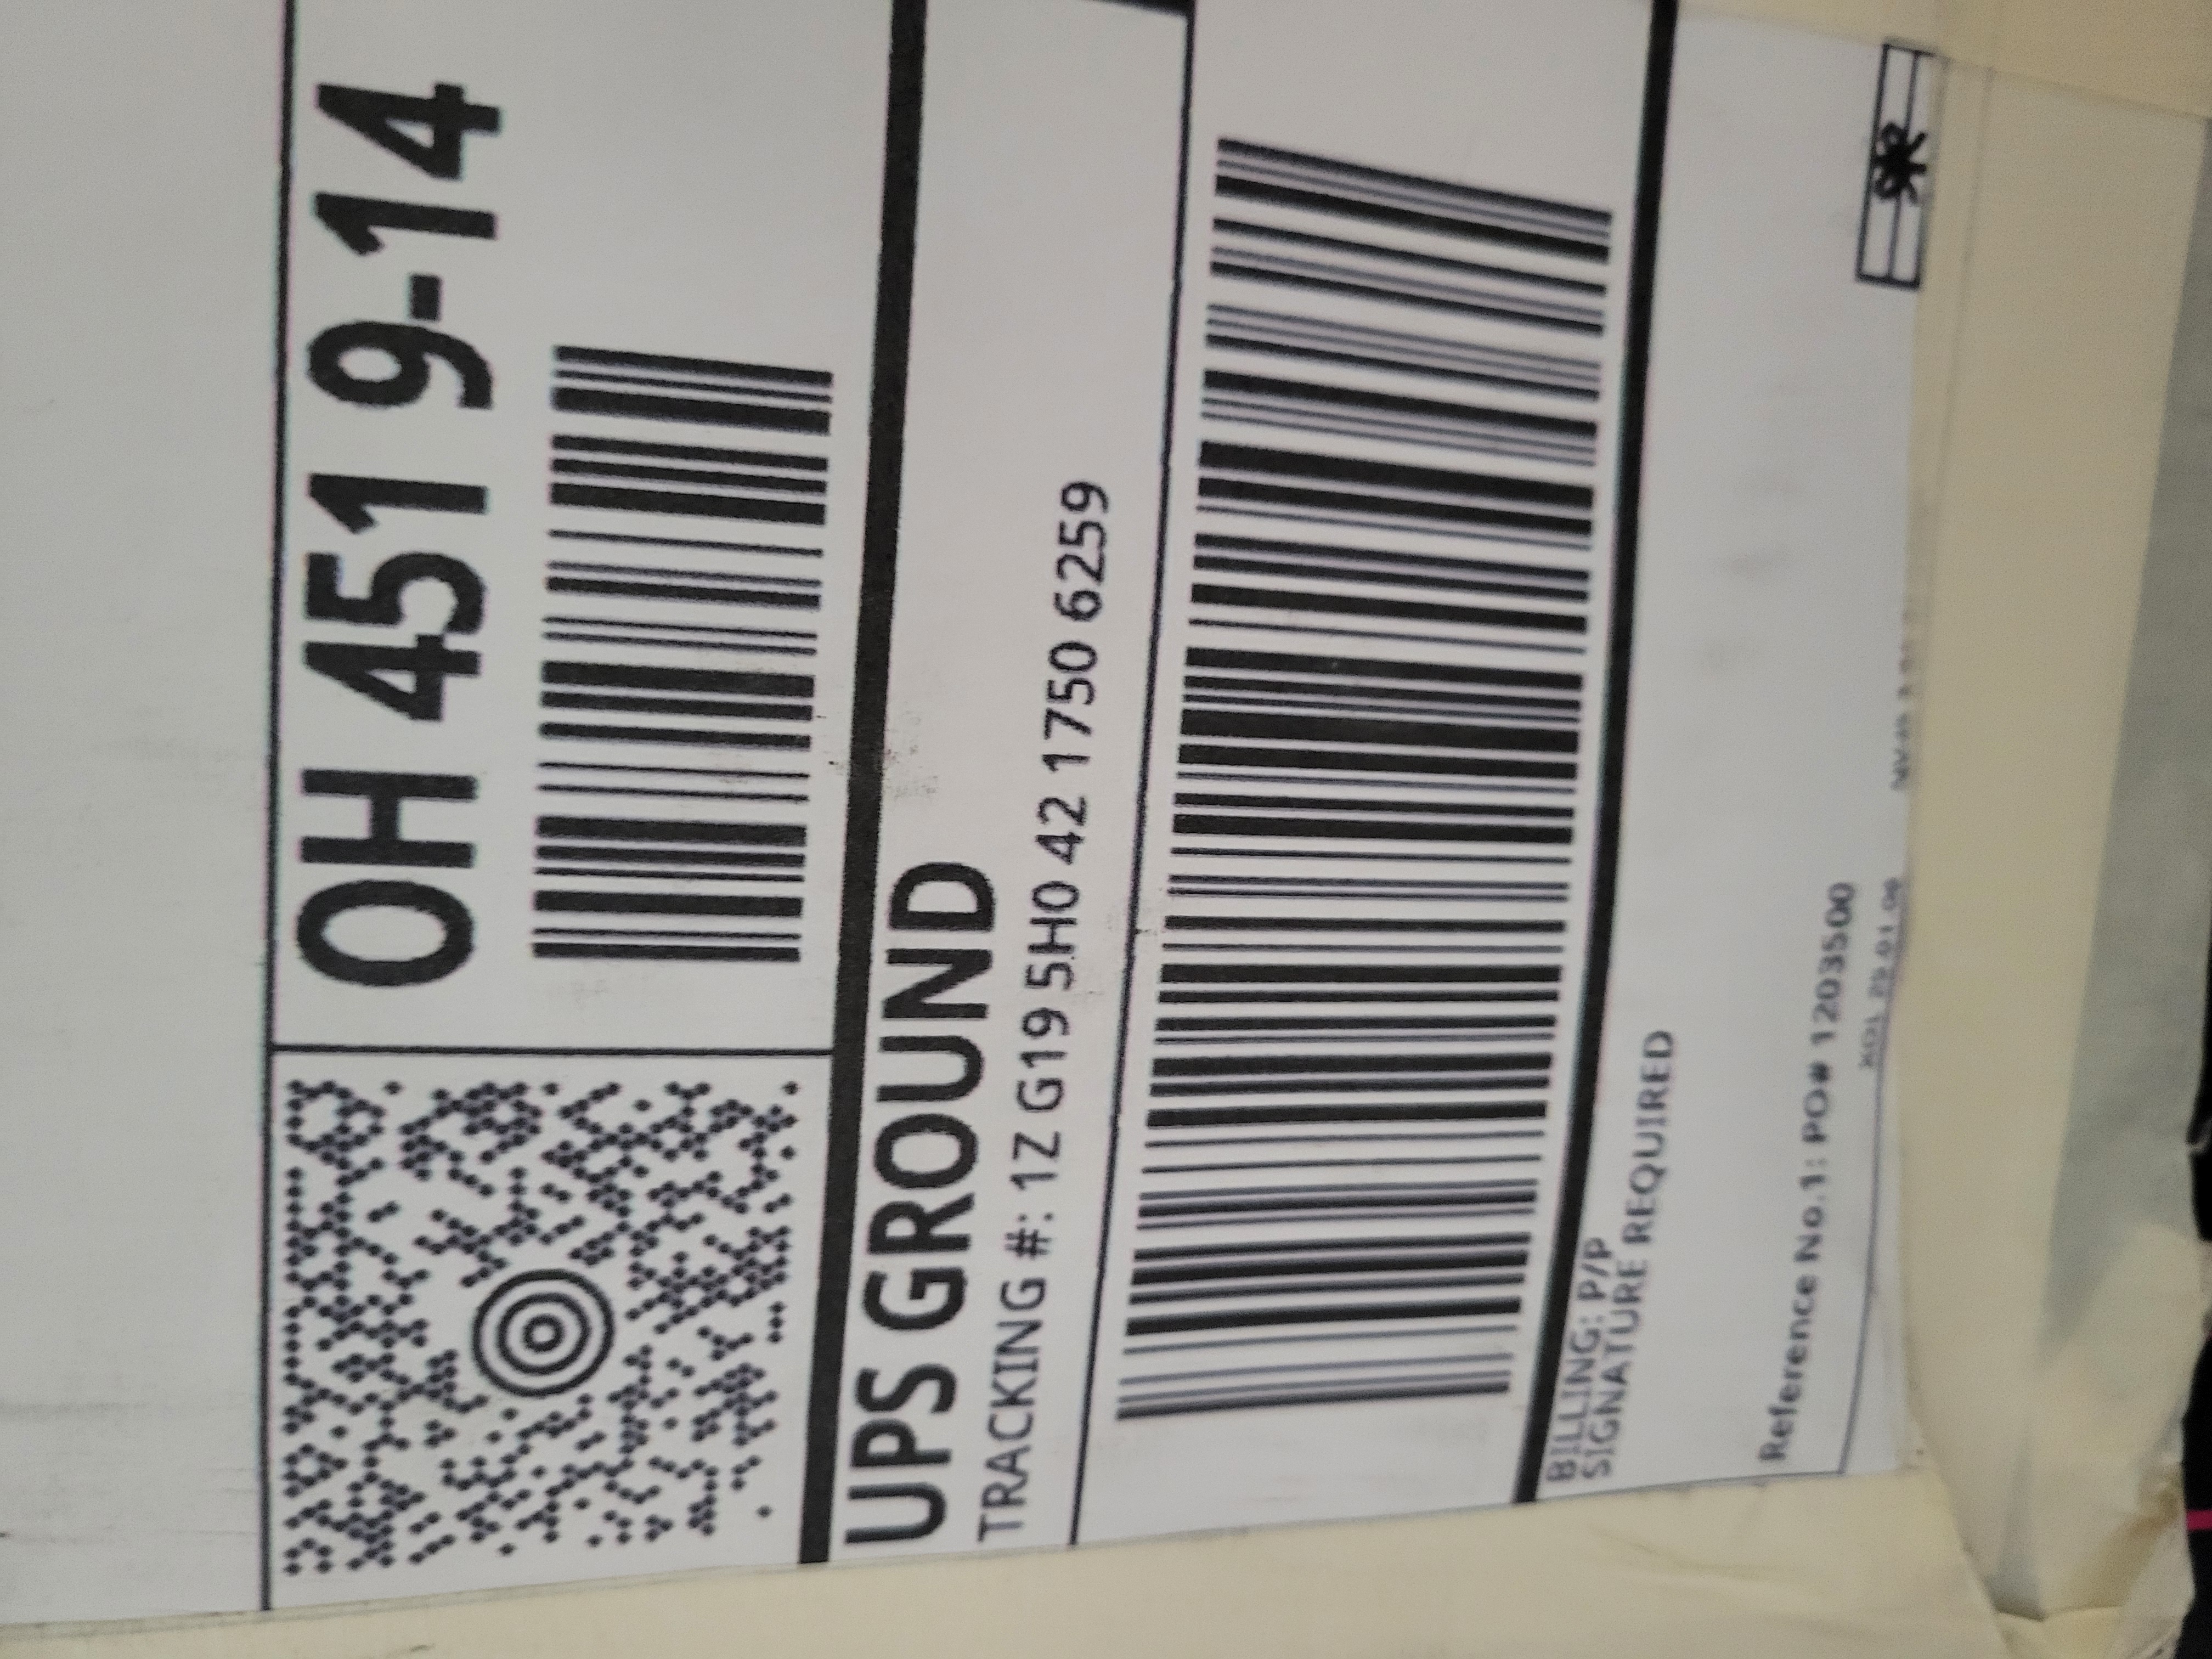 OH 451 9-14
UPS GROUND
TRACKING #: 1Z G19 5H0 42 1750 6259
BILLING: P/P
SIGNATURE REQUIRED
Reference No.1: PO# 1203500